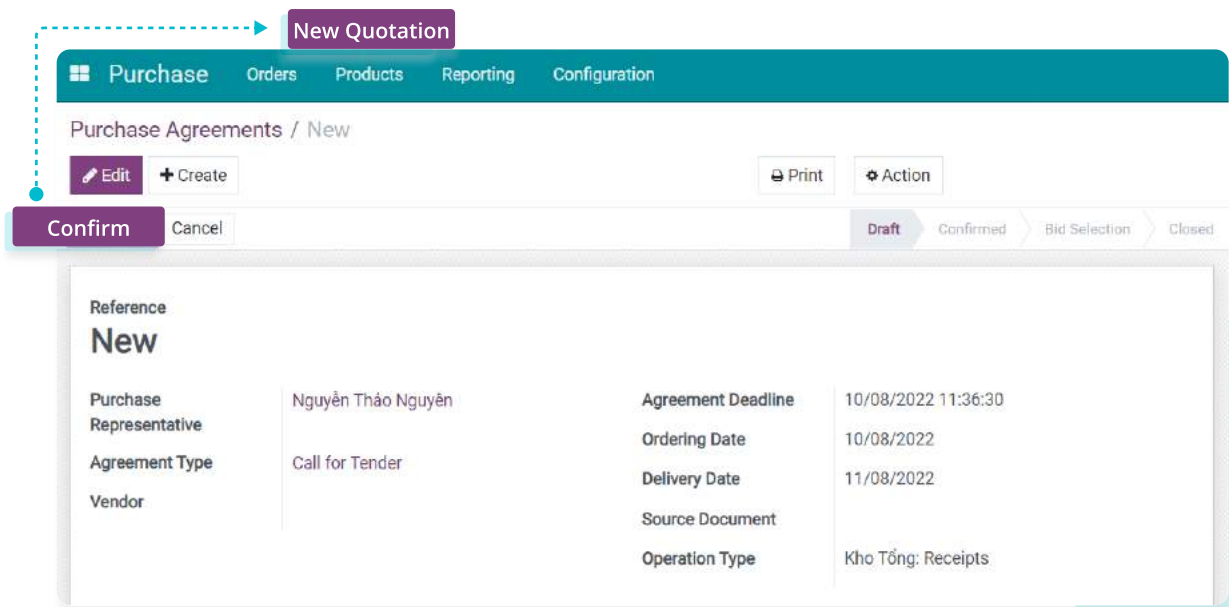 New Quotation
Purchase Orders Products Reporting Configuration
Purchase Agreements / New
Edit Create Print Action
Confirm Cancel Draft Confirmed Bid Selection Closed
Reference
New
Purchase Representative Nguyễn Thảo Nguyên Agreement Deadline 10/08/2022 11:36:30
Ordering Date 10/08/2022
Agreement Type Call for Tender
Delivery Date 11/08/2022
Vendor
Source Document
Operation Type Kho Tổng: Receipts